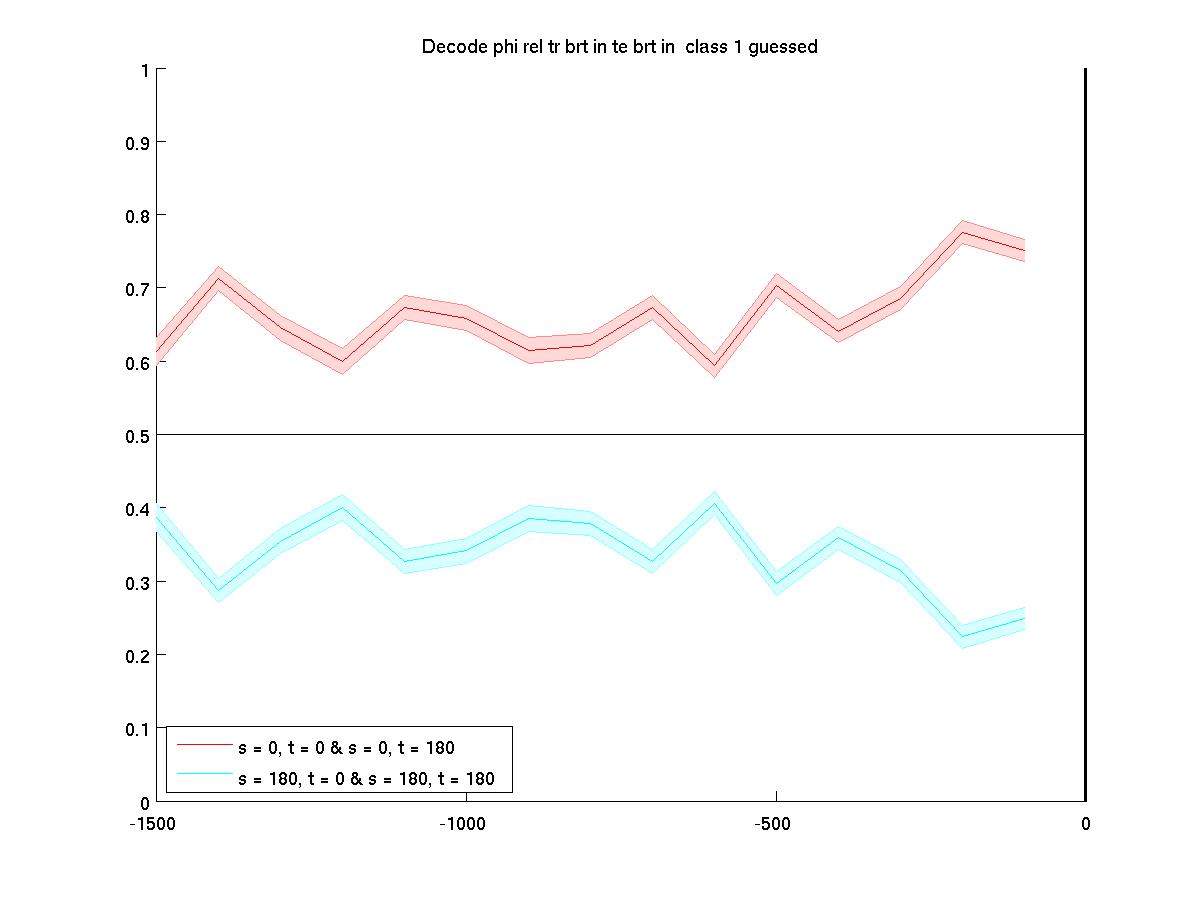 Decode phi rel tr brt in te brt in  class 1 guessed
1
0.9
0.8
0.7
0.6
0.5
0.4
0.3
0.2
0.1
0
s = 0, t = 0 & s = 0, t = 180
s = 180, t = 0 & s = 180, t = 180
-1500 -1000 -500 0